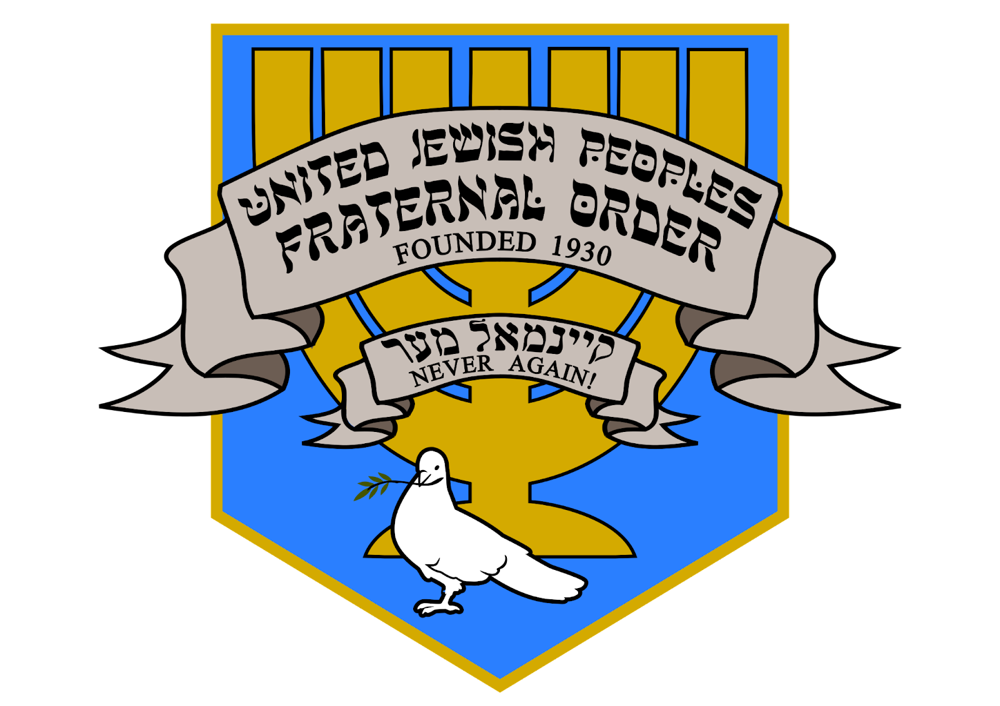 UNITED JEWISH PEOPLES
FRATERNAL ORDER
FOUNDED 1930
קיינמאל מער
NEVER AGAIN!